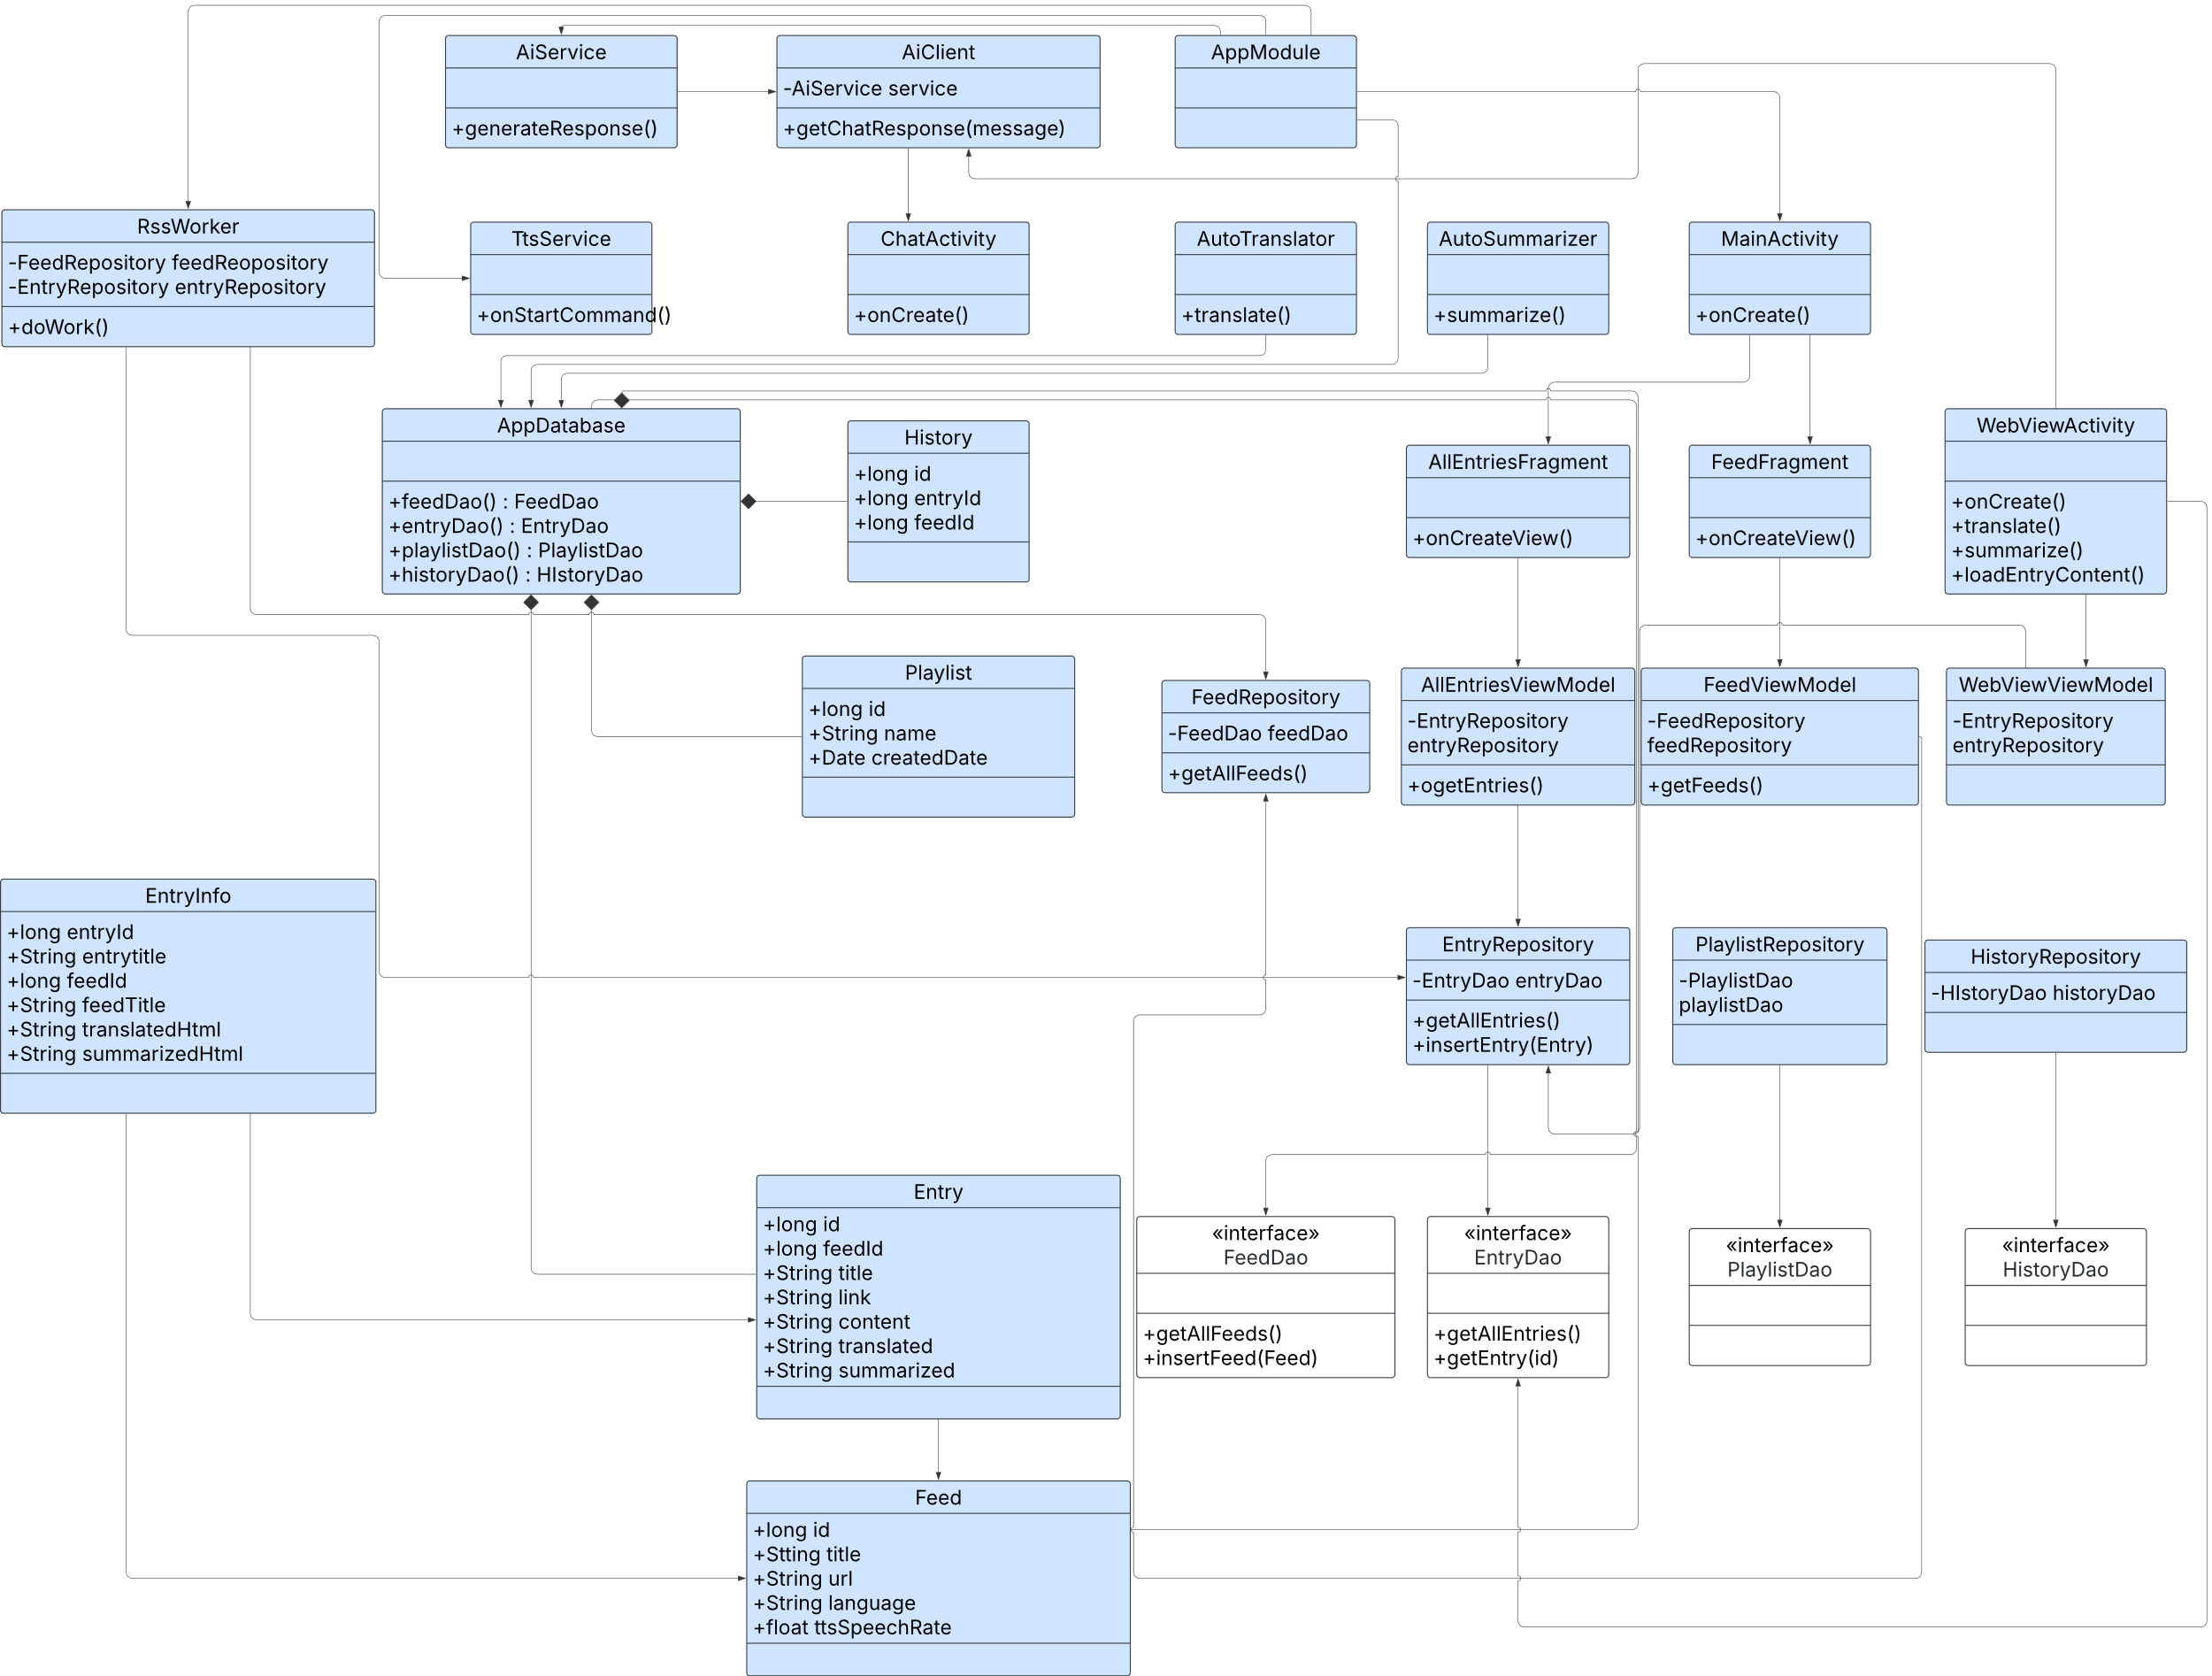 AiService
+generateResponse()
AiClient
-AiService service
+getChatResponse(message)
AppModule
RssWorker
-FeedRepository feedReopository
-EntryRepository entryRepository
+doWork()
TtsService
+onStartCommand()
ChatActivity
+onCreate()
AutoTranslator
+translate()
AutoSummarizer
+summarize()
MainActivity
+onCreate()
AppDatabase
+feedDao() : FeedDao
+entryDao() : EntryDao
+playlistDao() : PlaylistDao
+historyDao() : HIstoryDao
History
+long id
+long entryId
+long feedId
AllEntriesFragment
+onCreateView()
FeedFragment
+onCreateView()
WebViewActivity
+onCreate()
+translate()
+summarize()
+loadEntryContent()
Playlist
+long id
+String name
+Date createdDate
FeedRepository
-FeedDao feedDao
+getAllFeeds()
AllEntriesViewModel
-EntryRepository
entryRepository
+ogetEntries()
FeedViewModel
-FeedRepository
feedRepository
+getFeeds()
WebViewViewModel
-EntryRepository
entryRepository
EntryInfo
+long entryId
+String entrytitle
+long feedId
+String feedTitle
+String translatedHtml
+String summarizedHtml
EntryRepository
-EntryDao entryDao
+getAllEntries()
+insertEntry(Entry)
PlaylistRepository
-PlaylistDao
playlistDao
HistoryRepository
-HIstoryDao historyDao
Entry
+long id
+long feedId
+String title
+String link
+String content
+String translated
+String summarized
«interface»
FeedDao
+getAllFeeds()
+insertFeed(Feed)
«interface»
EntryDao
+getAllEntries()
+getEntry(id)
«interface»
PlaylistDao
«interface»
HistoryDao
Feed
+long id
+Stting title
+String url
+String language
+float ttsSpeechRate